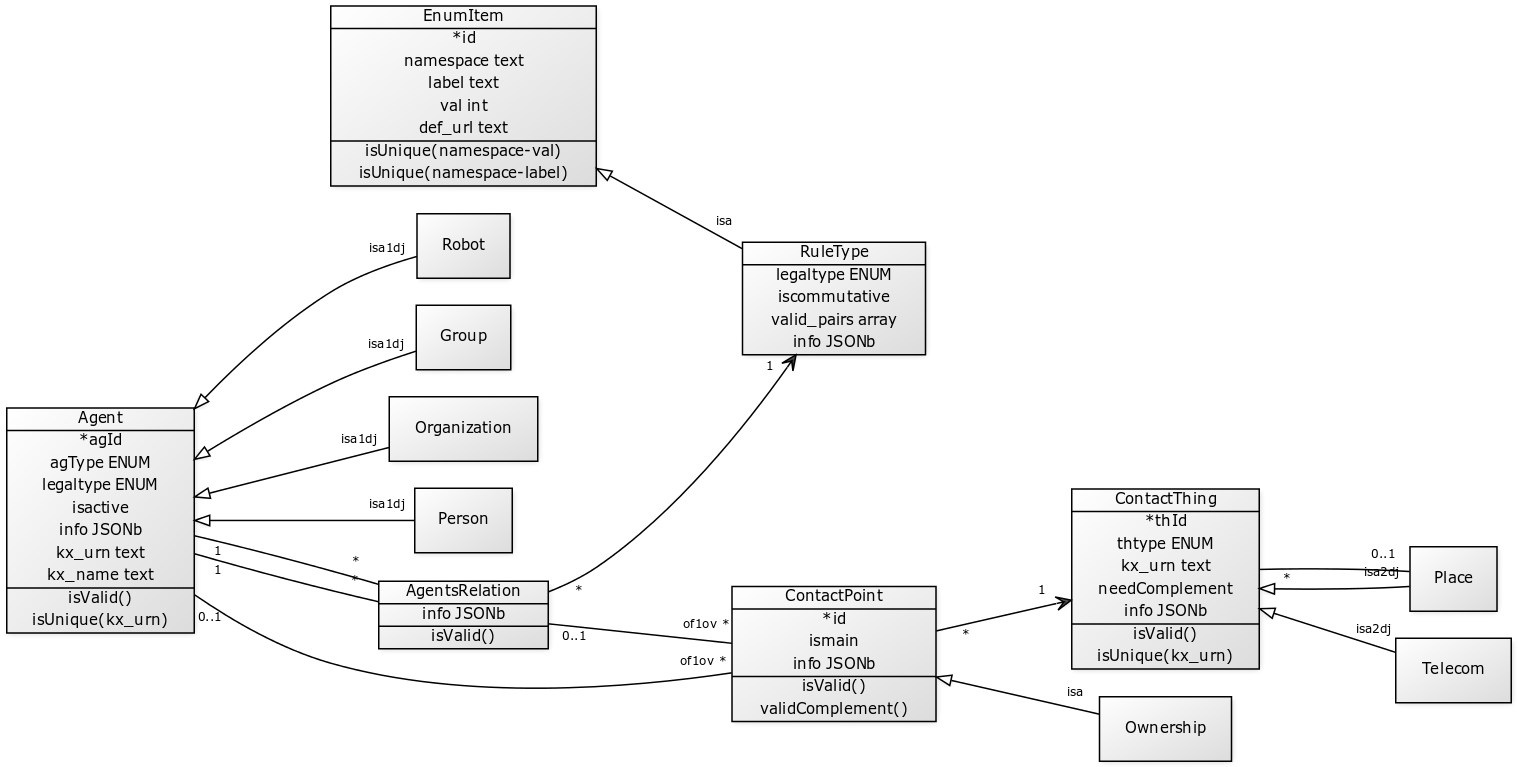 EnumItem
*id
namespace text
label text
val int
def_url text
isUnique(namespace-val)
isUnique(namespace-label)
isa
Robot
isa1dj
Group
isa1dj
Organization
isa1dj
Person
isa1dj
RuleType
legaltype ENUM
iscommutative
valid_pairs array
info JSONb
1
*
Agent
*agId
agType ENUM
legaltype ENUM
isactive
info JSONb
kx_urn text
kx_name text
isValid()
isUnique(kx_urn)
1
*
1
*
0..1
AgentsRelation
info JSONb
isValid()
0..1
of1ov *
of1ov *
ContactPoint
*id
ismain
info JSONb
isValid()
validComplement()
*
1
isa
Ownership
ContactThing
*thId
thtype ENUM
kx_urn text
needComplement
info JSONb
isValid()
isUnique(kx_urn)
0..1
*
isa2dj
Place
isa2dj
Telecom